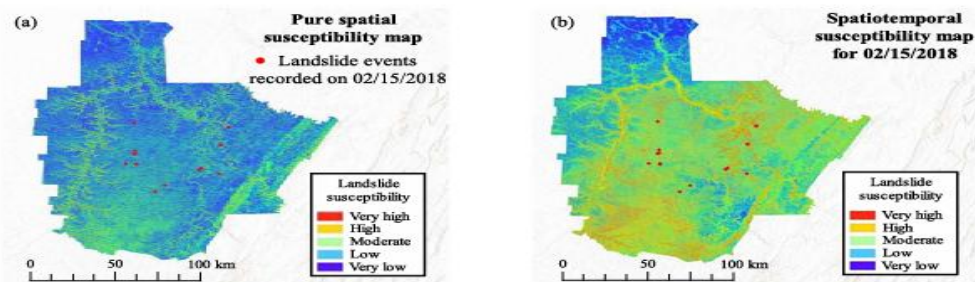 (a)
Pure spatial
susceptibility map
Landslide events
recorded on 02/15/2018
Landslide
susceptibility
Very high
High
Moderate
Low
Very low
0 50 100 km
(b)
Spatiotemporal
susceptibility map
for 02/15/2018
Landslide
susceptibility
Very high
High
Moderate
Low
Very low
0 50 100 km